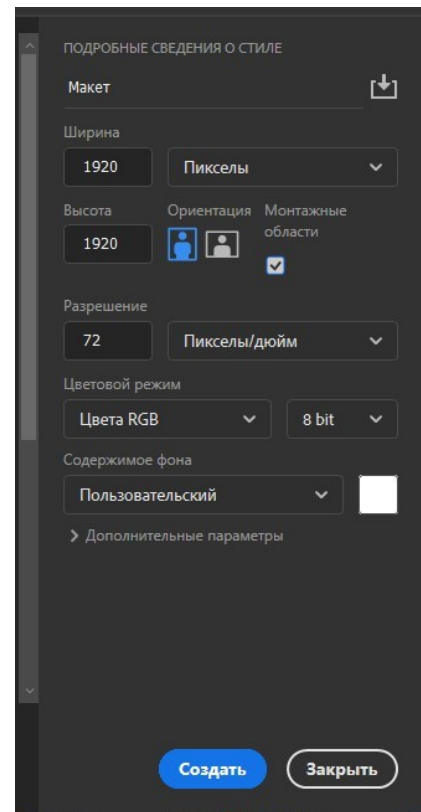 ПОДРОБНЫЕ СВЕДЕНИЯ О СТИЛЕ
Макет
Ширина
1920 Пикселы
Высота Ориентация Монтажные области
1920
Разрешение
72 Пикселы/дюйм
Цветовой режим
Цвета RGB 8 bit
Содержимое фона
Пользовательский
Дополнительные параметры
Создать Закрыть